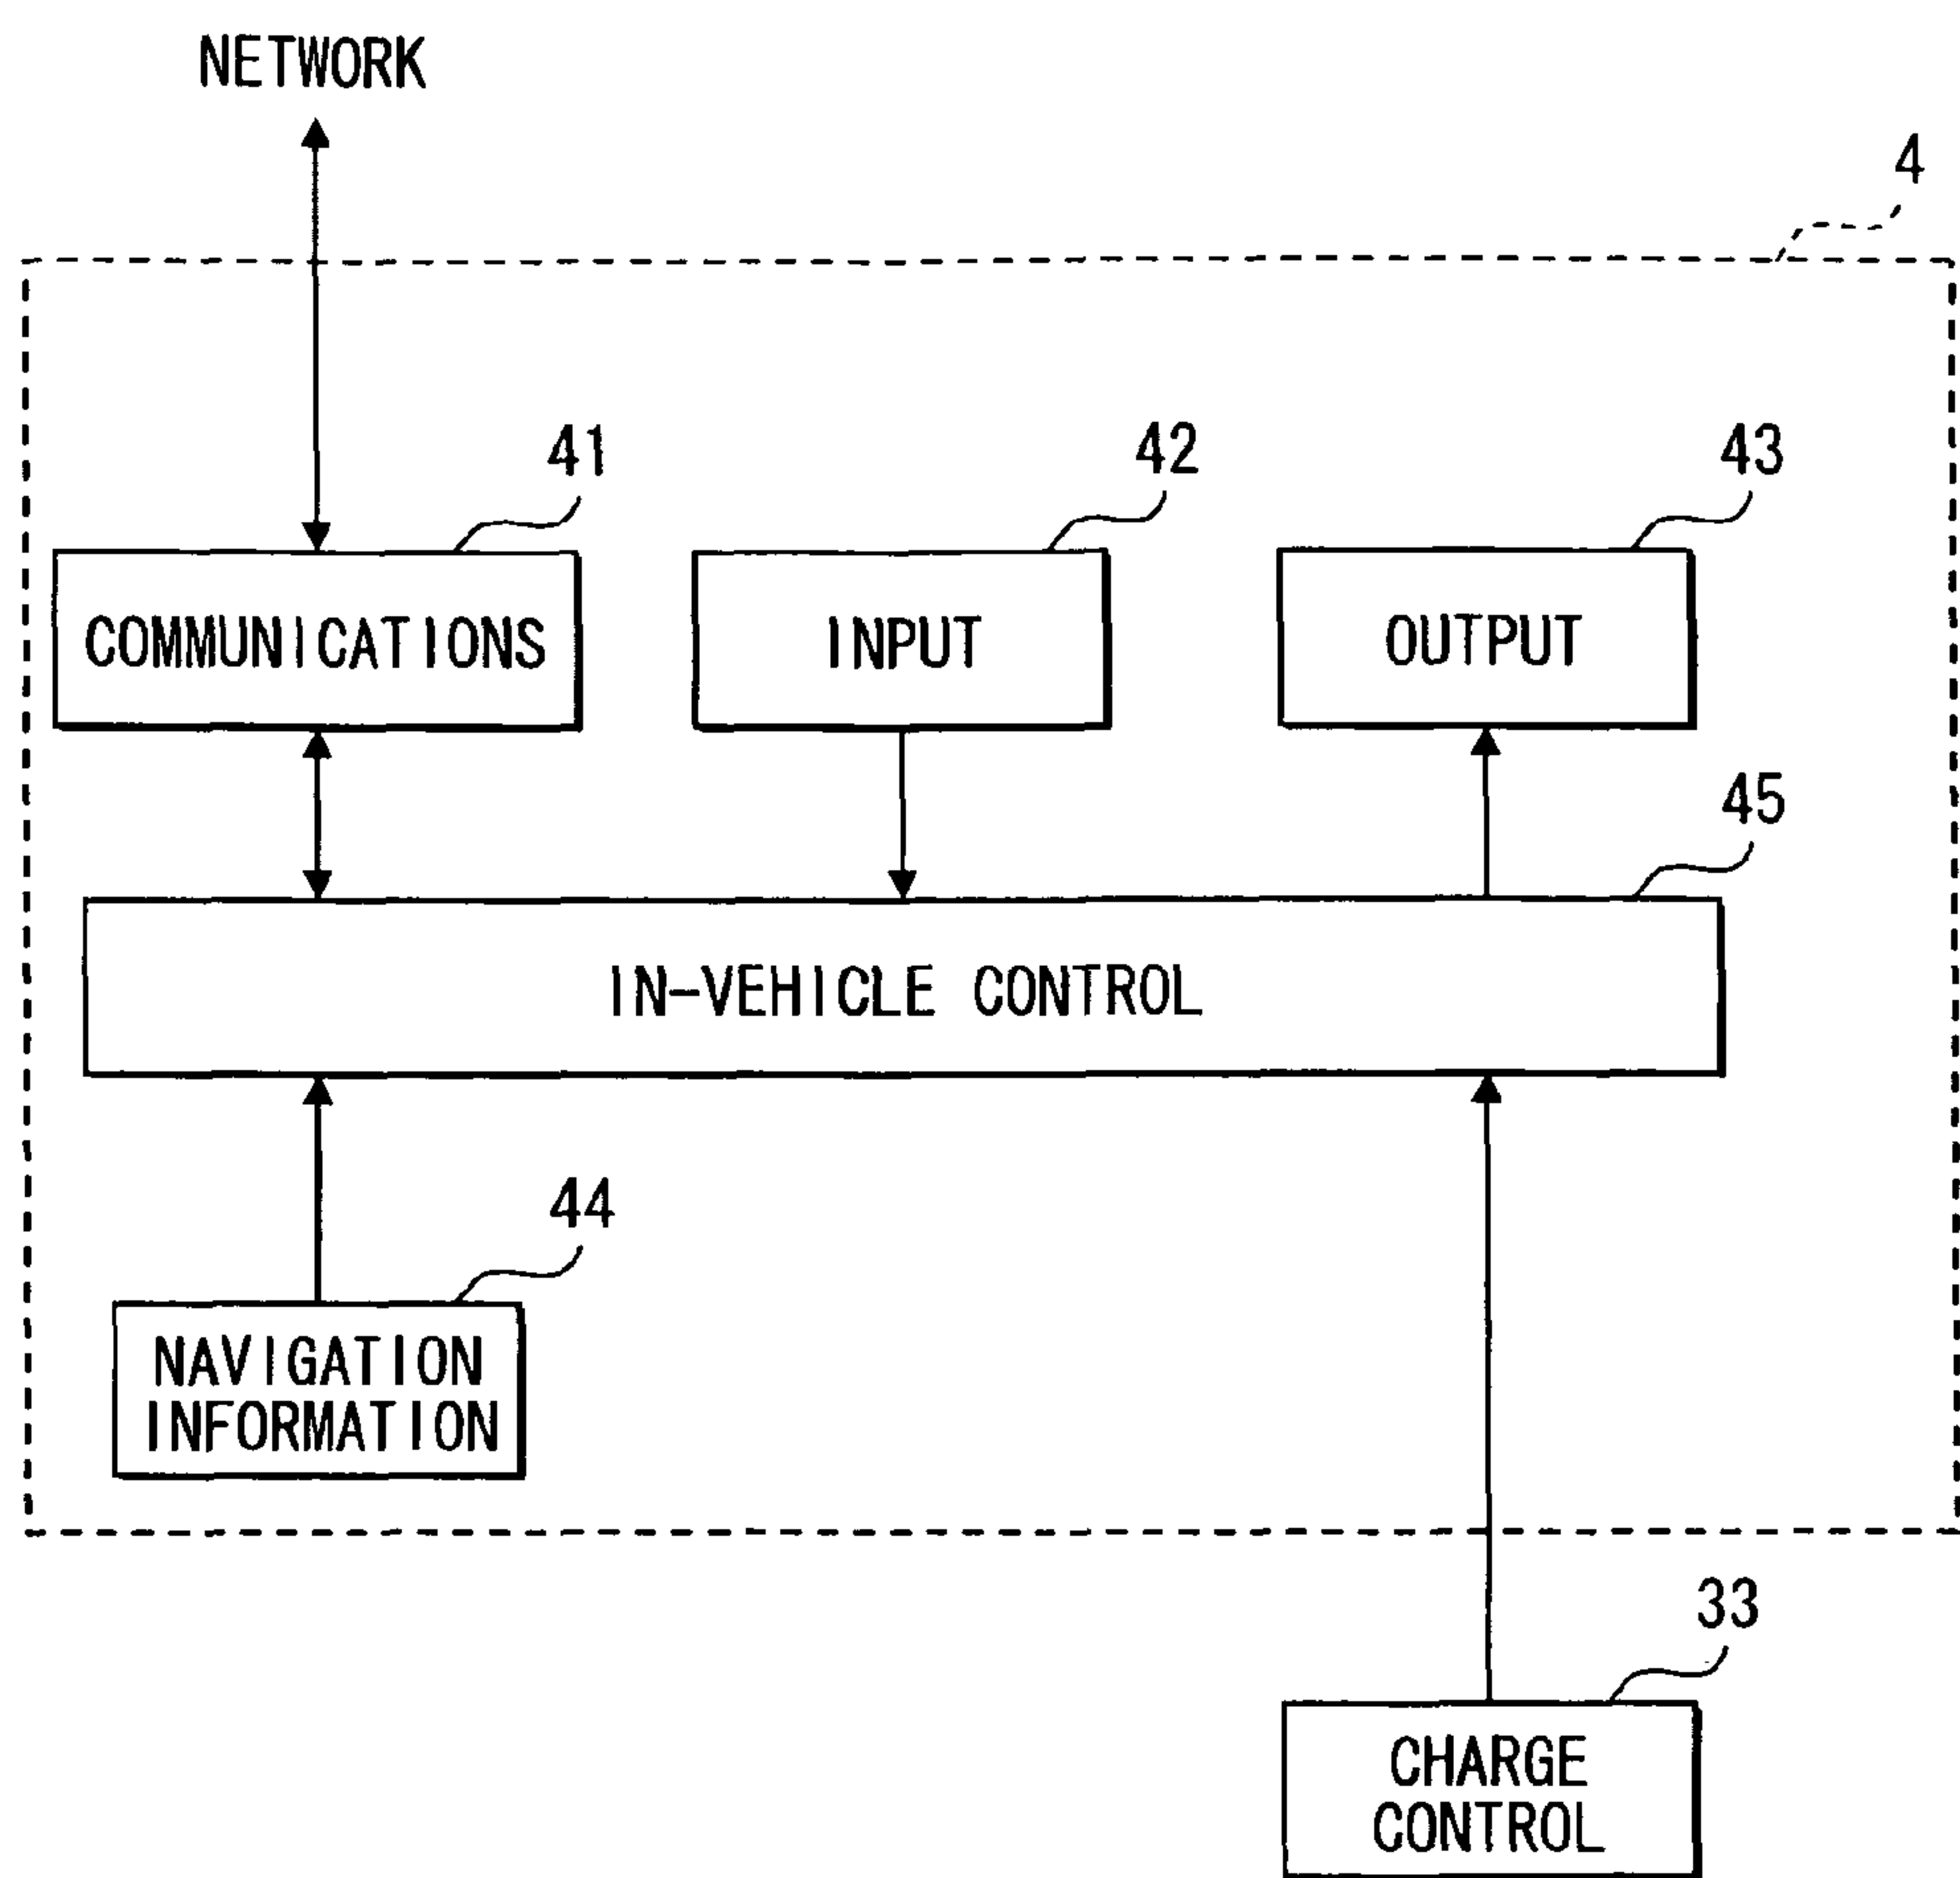 NETWORK
4
41
42
43
COMMUNICATIONS
INPUT
OUTPUT
45
IN-VEHICLE CONTROL
44
NAVIGATION
INFORMATION
33
CHARGE
CONTROL